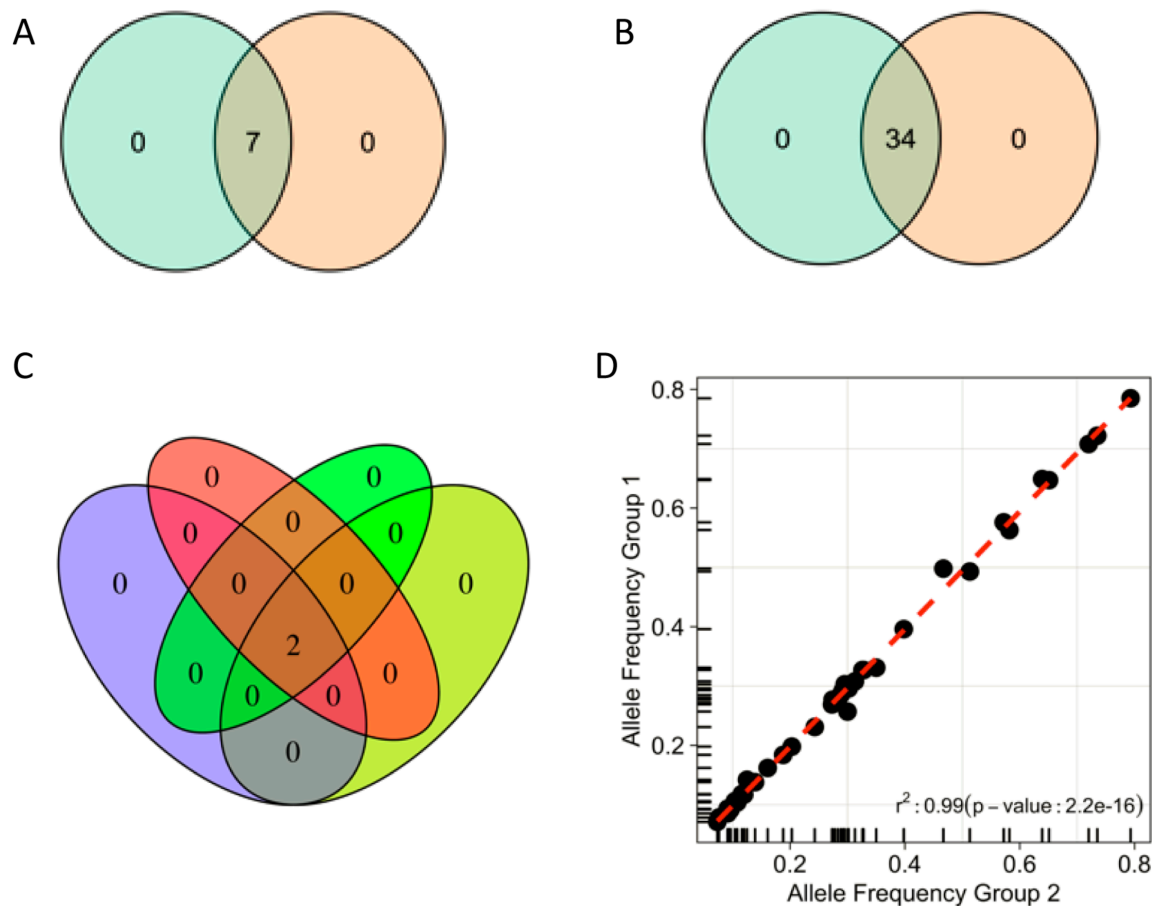 A
B
0 7 0
0 34 0
C
D
0 0
0
0 0
0 0 0 0
2
0 0
0 0
0
0.8
0.6
0.4
0.2
Allele Frequency Group 1
r²:0.99(p−value:2.2e-16)
0.2 0.4 0.6 0.8
Allele Frequency Group 2